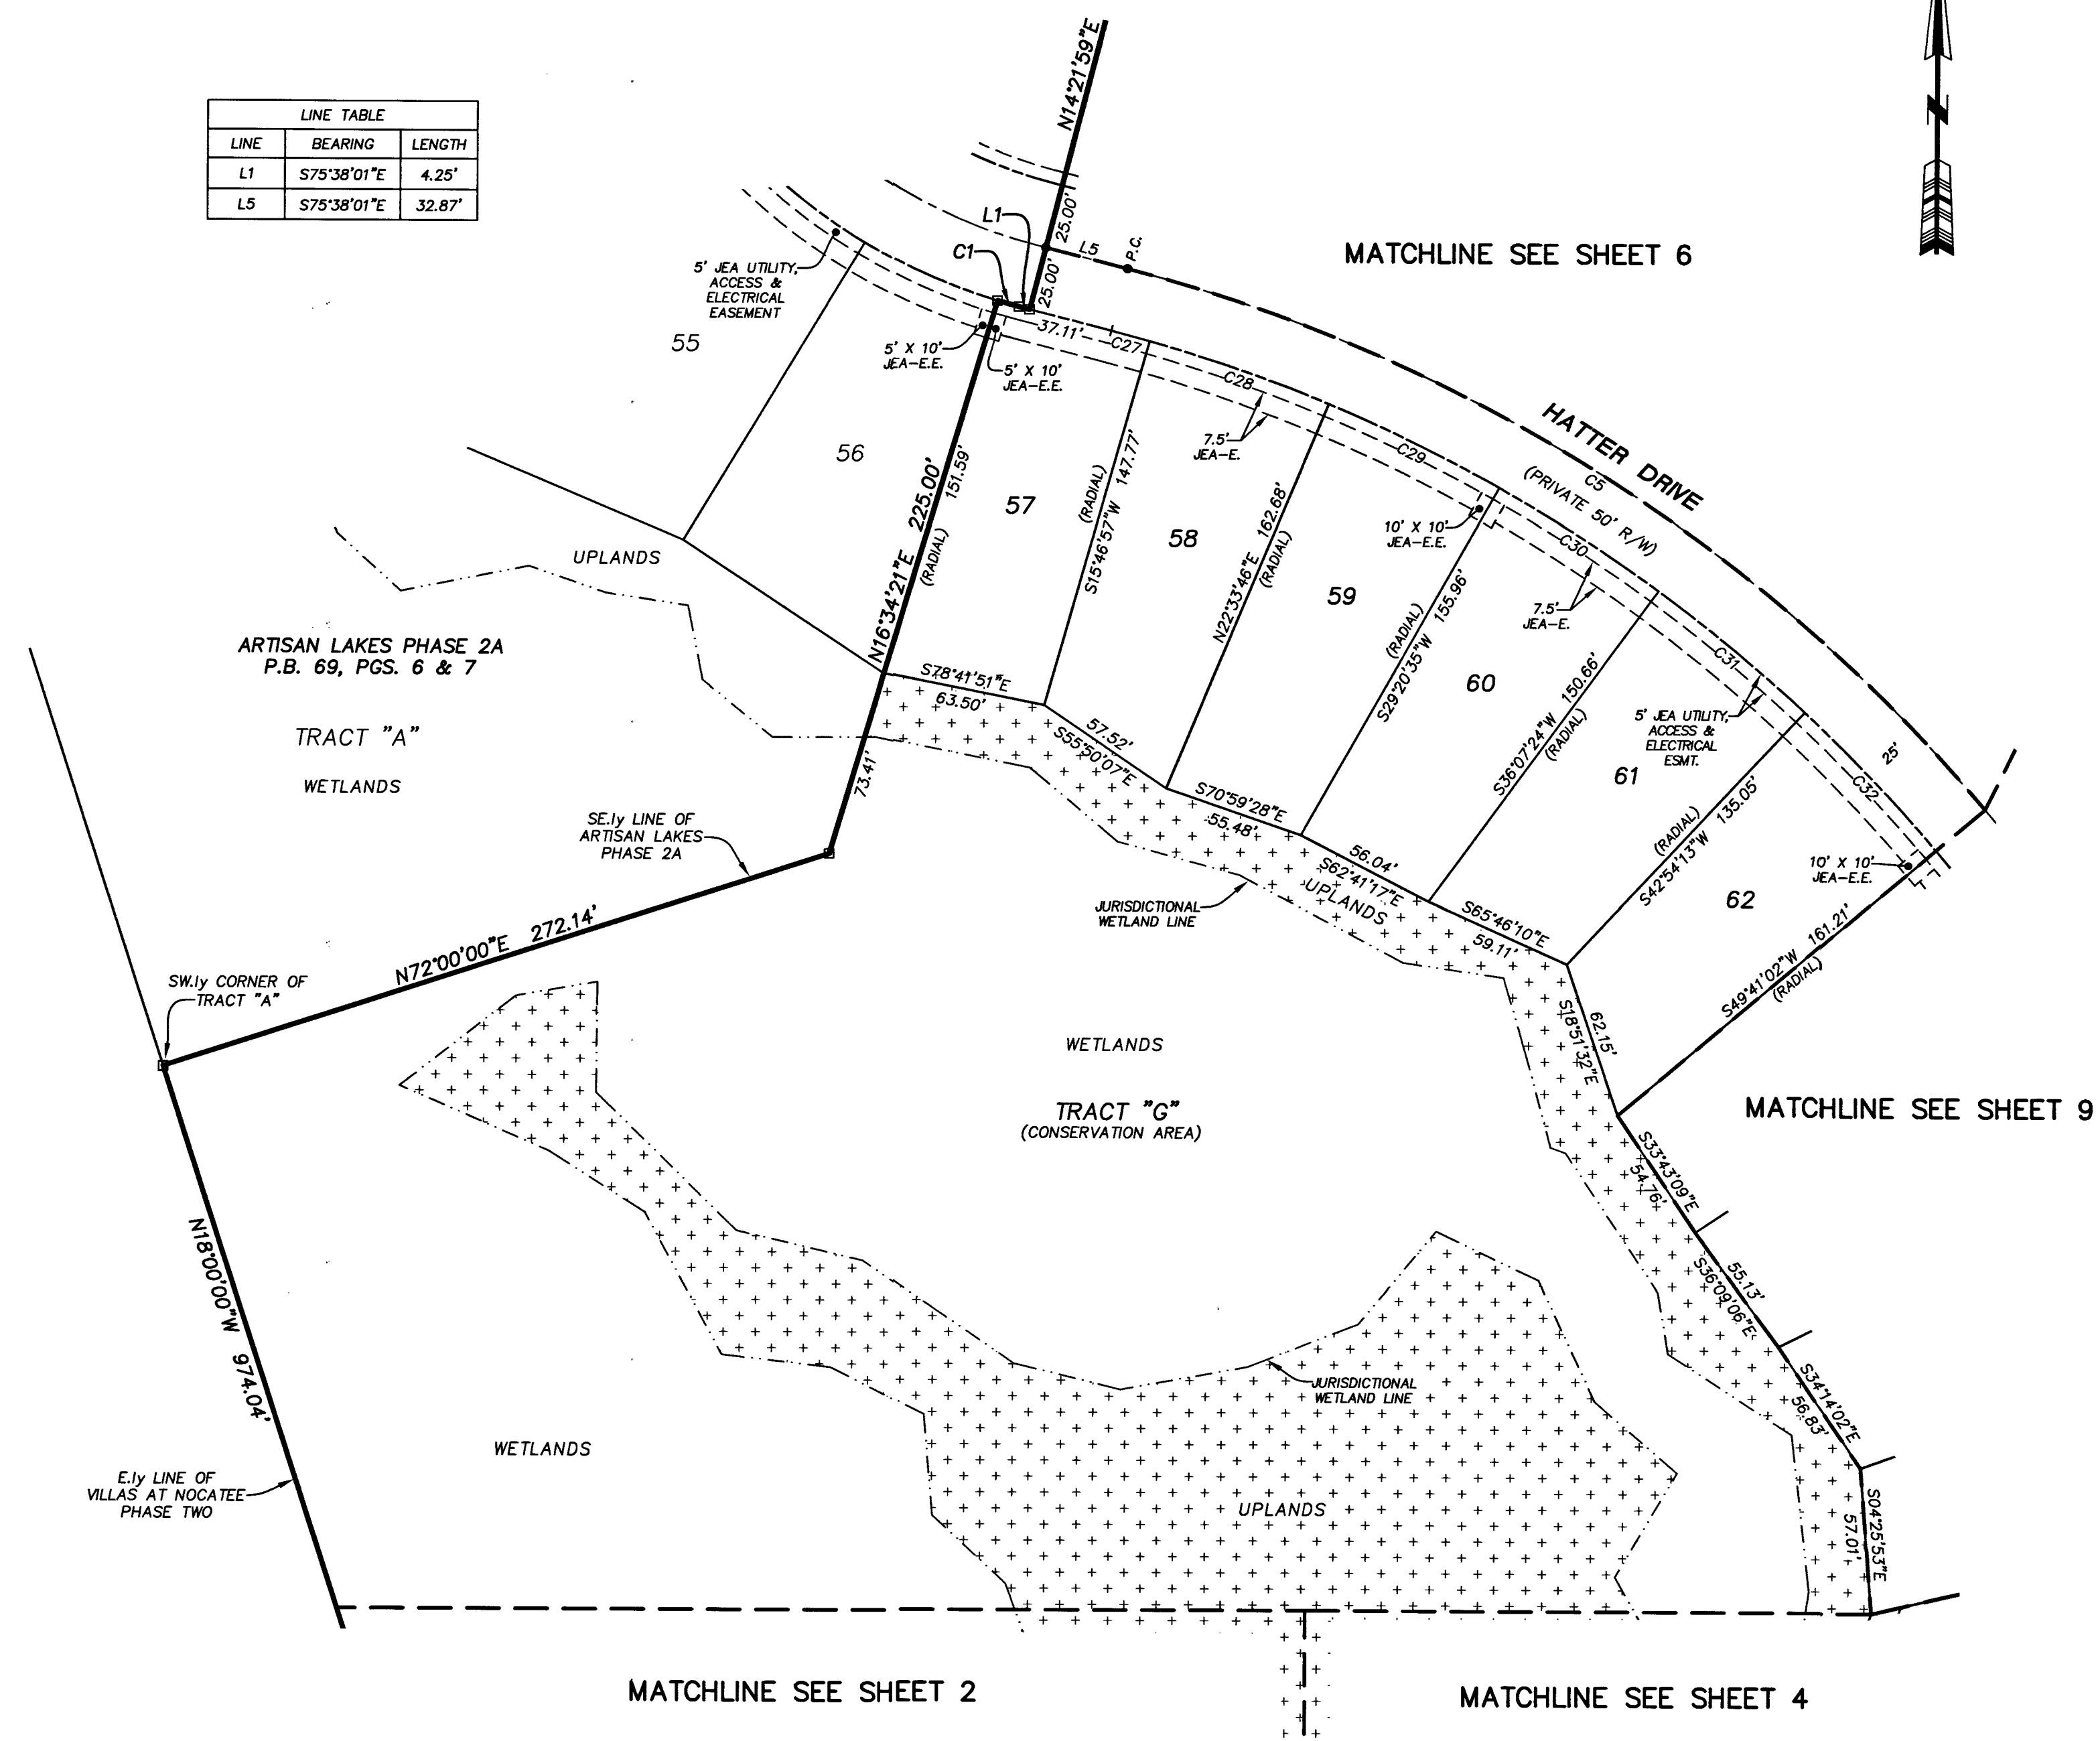 N
LINE TABLE
LINE BEARING LENGTH
L1 S75°38'01"E 4.25'
L5 S75°38'01"E 32.87'
N14°21'59"E
25.00'
25.00'
L1
C1
L5
P.C.
MATCHLINE SEE SHEET 6
5' JEA UTILITY,
ACCESS &
ELECTRICAL
EASEMENT
55
5' X 10'
JEA-E.E.
5' X 10'
JEA-E.E.
37.11'
C27
C28
7.5'
JEA-E.
C29
HATTER DRIVE
C5
(PRIVATE 50' R/W)
10' X 10'
JEA-E.E.
C30
7.5'
JEA-E.
C31
5' JEA UTILITY,
ACCESS &
ELECTRICAL
ESMT.
25'
C32
10' X 10'
JEA-E.E.
56
N16°34'21"E 225.00'
(RADIAL) 151.59'
57
(RADIAL)
S15°46'57"W 147.77'
58
N22°33'46"E 162.68'
(RADIAL)
59
(RADIAL)
S29°20'35"W 155.96'
60
S36°07'24"W 150.66'
(RADIAL)
61
(RADIAL)
S42°54'13"W 135.05'
62
S49°41'02"W 161.21'
(RADIAL)
UPLANDS
ARTISAN LAKES PHASE 2A
P.B. 69, PGS. 6 & 7
TRACT "A"
WETLANDS
S78°41'51"E
63.50'
57.52'
S55°50'07"E
S70°59'28"E
55.48'
56.04'
S62°41'17"E
UPLANDS
S65°46'10"E
59.11'
73.41'
SE.ly LINE OF
ARTISAN LAKES
PHASE 2A
JURISDICTIONAL
WETLAND LINE
N72°00'00"E 272.14'
SW.ly CORNER OF
TRACT "A"
62.15'
S18°51'32"E
WETLANDS
TRACT "G"
(CONSERVATION AREA)
MATCHLINE SEE SHEET 9
S33°43'09"E
54.76'
55.13'
S36°09'06"E
S34°14'02"E
56.83'
S04°25'53"E
57.01'
N18°00'00"W 974.04'
JURISDICTIONAL
WETLAND LINE
WETLANDS
E.ly LINE OF
VILLAS AT NOCATEE
PHASE TWO
UPLANDS
MATCHLINE SEE SHEET 2
MATCHLINE SEE SHEET 4